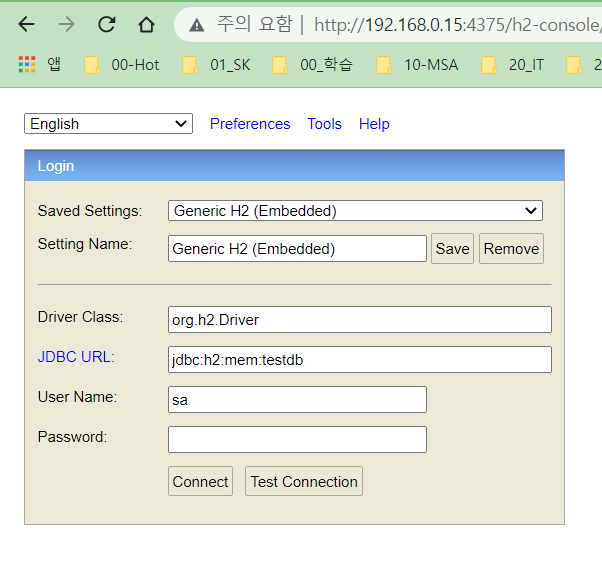 주의 요함 | http://192.168.0.15:4375/h2-console/
앱 00-Hot 01_SK 00_학습 10-MSA 20_IT 2
English Preferences Tools Help
Login
Saved Settings: Generic H2 (Embedded)
Setting Name: Generic H2 (Embedded) Save Remove
Driver Class: org.h2.Driver
JDBC URL: jdbc:h2:mem:testdb
User Name: sa
Password:
Connect Test Connection